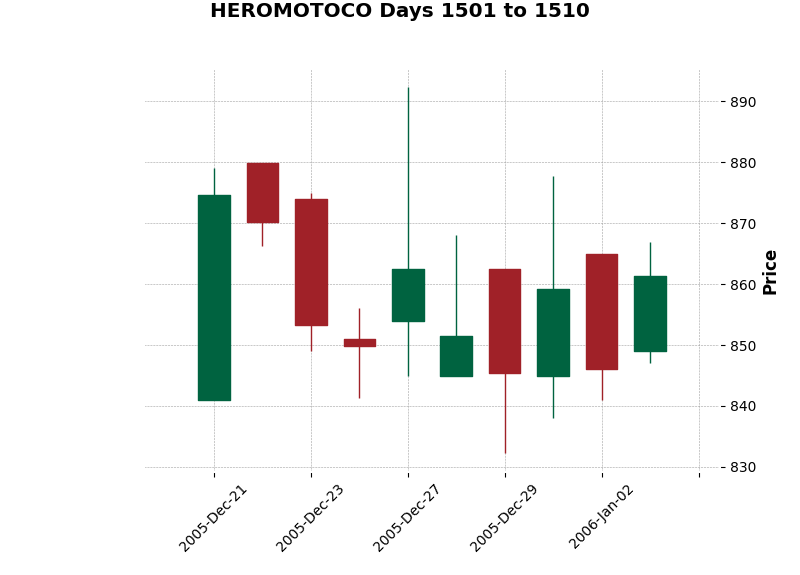 HEROMOTOCO Days 1501 to 1510
890
880
870
860
850
840
830
Price
2005-Dec-21
2005-Dec-23
2005-Dec-27
2005-Dec-29
2006-Jan-02